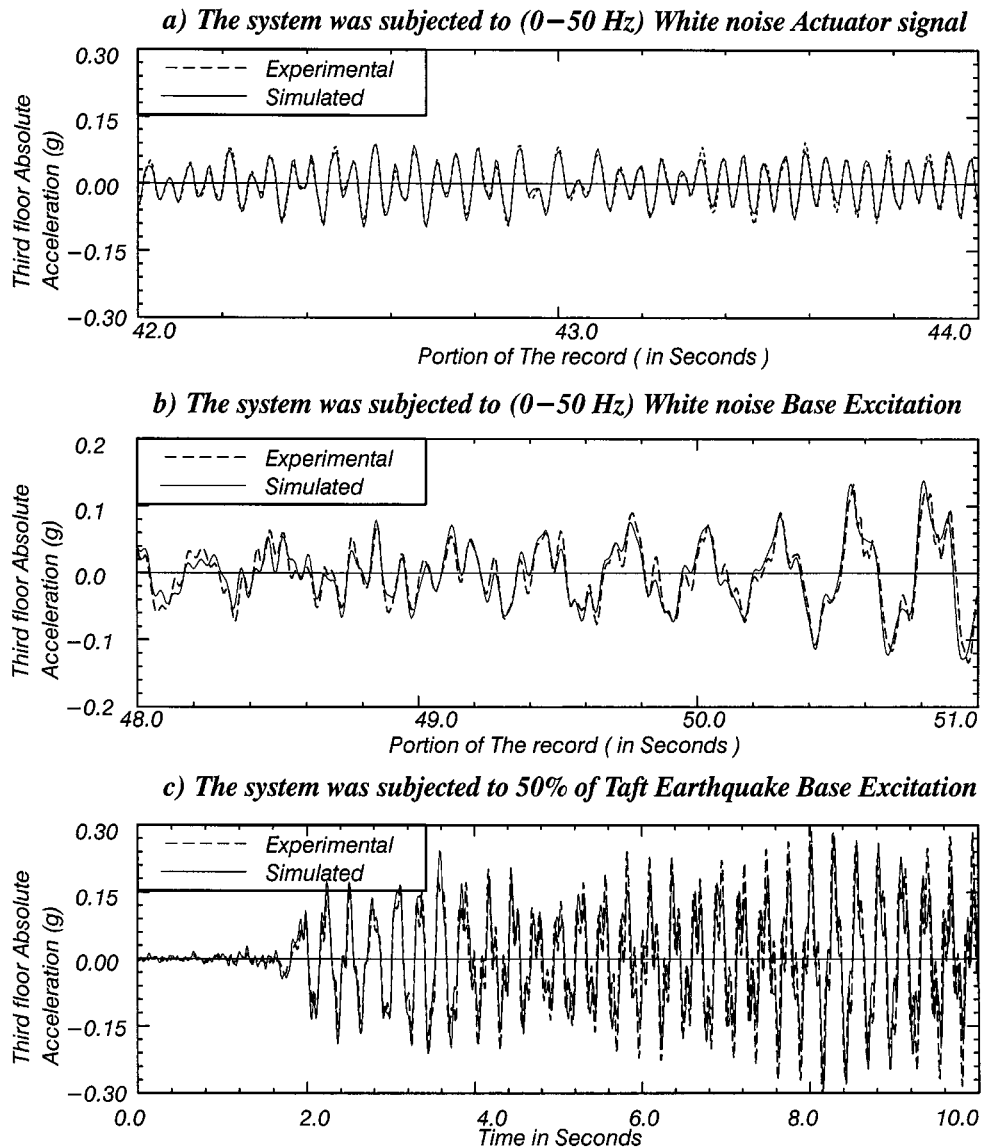 a) The system was subjected to (0−50 Hz) White noise Actuator signal
0.30
Experimental
Simulated
0.15
0.00
−0.15
−0.30
Third floor Absolute
Acceleration (g)
42.0 43.0 44.0
Portion of The record ( in Seconds )
b) The system was subjected to (0−50 Hz) White noise Base Excitation
0.2
Experimental
Simulated
0.1
0.0
−0.1
−0.2
Third floor Absolute
Acceleration (g)
48.0 49.0 50.0 51.0
Portion of The record ( in Seconds )
c) The system was subjected to 50% of Taft Earthquake Base Excitation
0.30
Experimental
Simulated
0.15
0.00
−0.15
−0.30
Third floor Absolute
Acceleration (g)
0.0 2.0 4.0 6.0 8.0 10.0
Time in Seconds